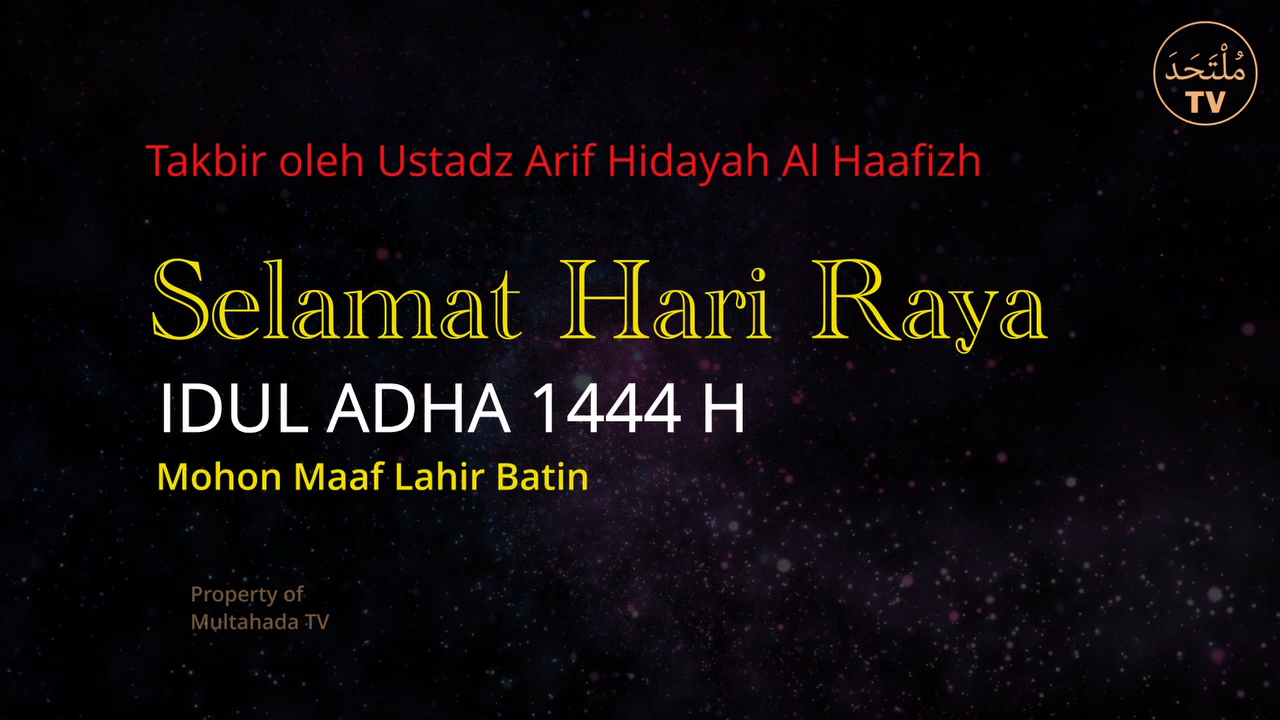 مُلْتَحَدَ
TV
Takbir oleh Ustadz Arif Hidayah Al Haafizh
Selamat Hari Raya
IDUL ADHA 1444 H
Mohon Maaf Lahir Batin
Property of
Multahada TV